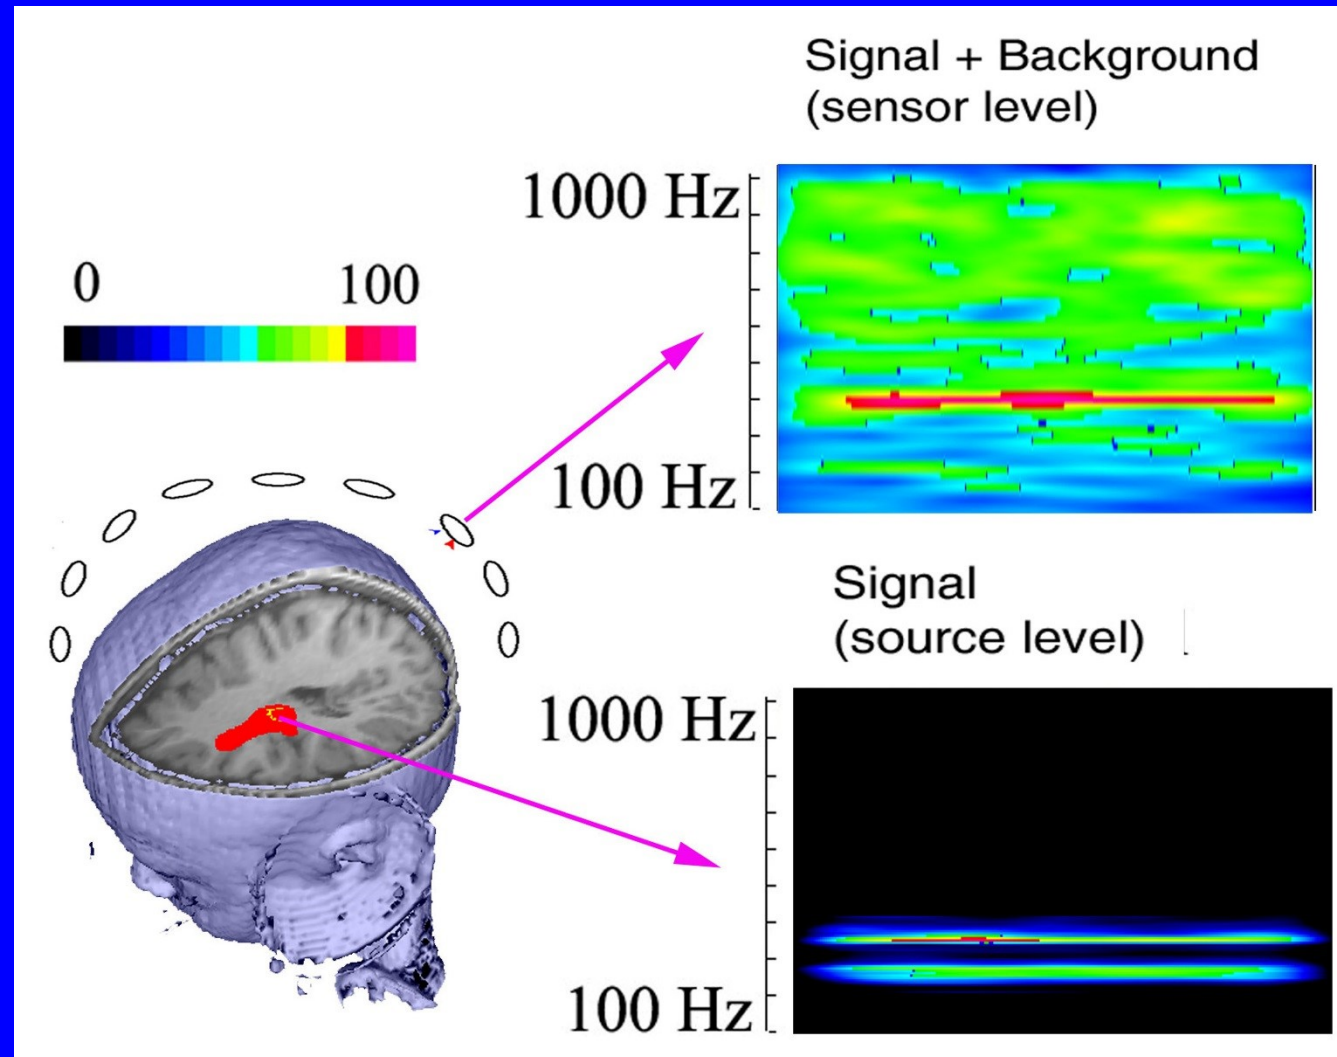 Signal + Background
(sensor level)
1000 Hz
0 100
100 Hz
Signal
(source level)
1000 Hz
100 Hz